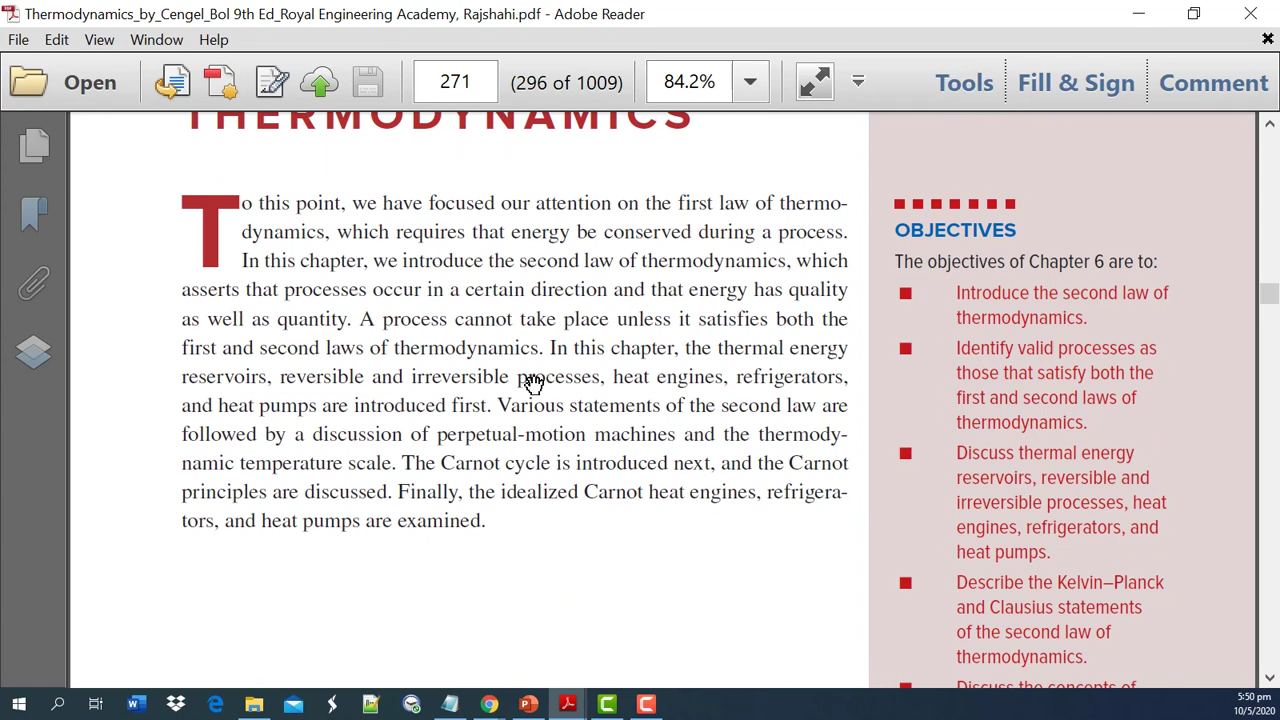 Thermodynamics_by_Cengel_Bol 9th Ed_Royal Engineering Academy, Rajshahi.pdf - Adobe Reader
File Edit View Window Help
Open 271 (296 of 1009) 84.2% Tools Fill & Sign Comment
THERMODYNAMICS
To this point, we have focused our attention on the first law of thermo-
dynamics, which requires that energy be conserved during a process.
In this chapter, we introduce the second law of thermodynamics, which
asserts that processes occur in a certain direction and that energy has quality
as well as quantity. A process cannot take place unless it satisfies both the
first and second laws of thermodynamics. In this chapter, the thermal energy
reservoirs, reversible and irreversible processes, heat engines, refrigerators,
and heat pumps are introduced first. Various statements of the second law are
followed by a discussion of perpetual-motion machines and the thermody-
namic temperature scale. The Carnot cycle is introduced next, and the Carnot
principles are discussed. Finally, the idealized Carnot heat engines, refrigera-
tors, and heat pumps are examined.
OBJECTIVES
The objectives of Chapter 6 are to:
Introduce the second law of
thermodynamics.
Identify valid processes as
those that satisfy both the
first and second laws of
thermodynamics.
Discuss thermal energy
reservoirs, reversible and
irreversible processes, heat
engines, refrigerators, and
heat pumps.
Describe the Kelvin–Planck
and Clausius statements
of the second law of
thermodynamics.
Discuss the concepts of
5:50 pm
10/5/2020